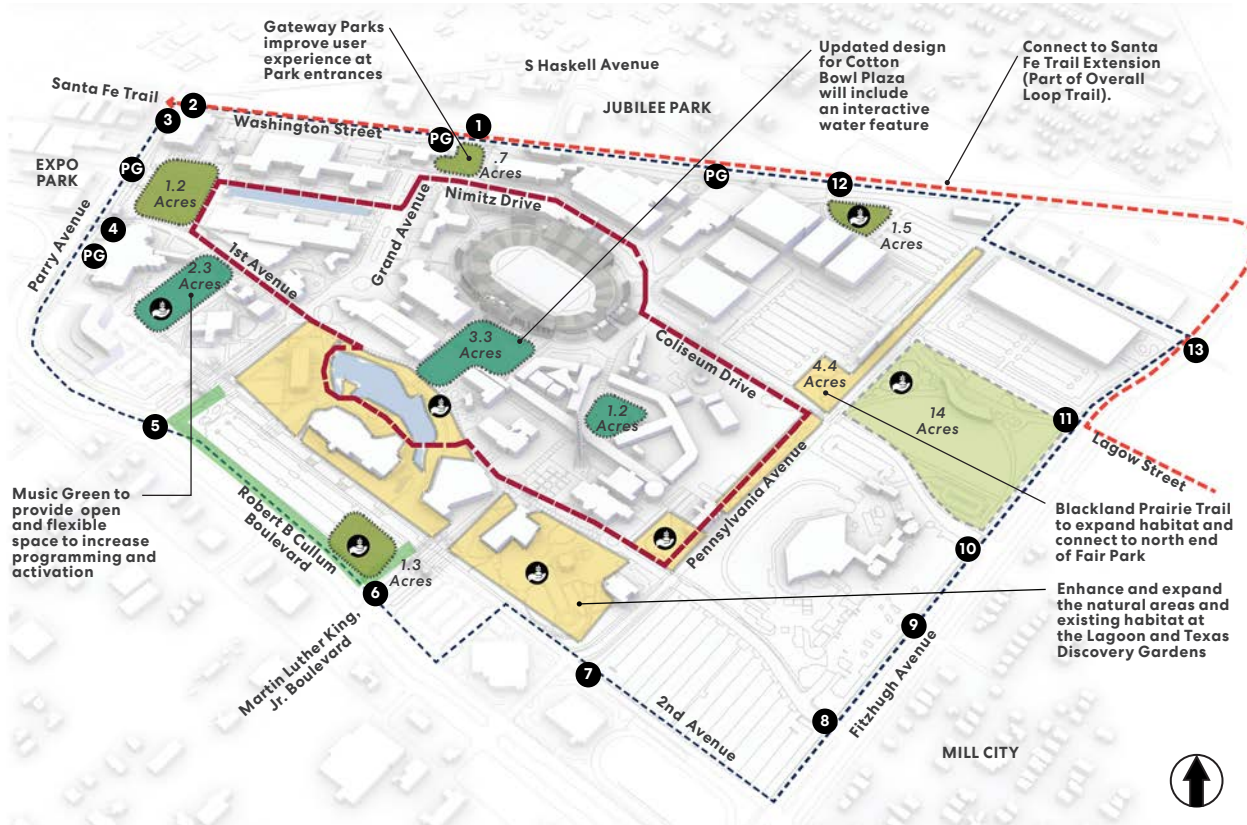 Gateway Parks
improve user
experience at
Park entrances
S Haskell Avenue
JUBILEE PARK
Updated design
for Cotton
Bowl Plaza
will include
an interactive
water feature
Connect to Santa
Fe Trail Extension
(Part of Overall
Loop Trail).
Santa Fe Trail
2
3
Washington Street
PG
1
.7
Acres
EXPO
PARK
PG
1.2
Acres
Nimitz Drive
PG
12
1.5
Acres
4
PG
Parry Avenue
1st Avenue
Grand Avenue
2.3
Acres
3.3
Acres
Coliseum Drive
4.4
Acres
13
1.2
Acres
14
Acres
11
5
Lagow Street
Music Green to
provide open
and flexible
space to increase
programming and
activation
Robert B Cullum
Boulevard
1.3
Acres
6
Pennsylvania Avenue
Blackland Prairie Trail
to expand habitat and
connect to north end
of Fair Park
10
Enhance and expand
the natural areas and
existing habitat at
the Lagoon and Texas
Discovery Gardens
9
Martin Luther King,
Jr. Boulevard
7
2nd Avenue
8
Fitzhugh Avenue
MILL CITY